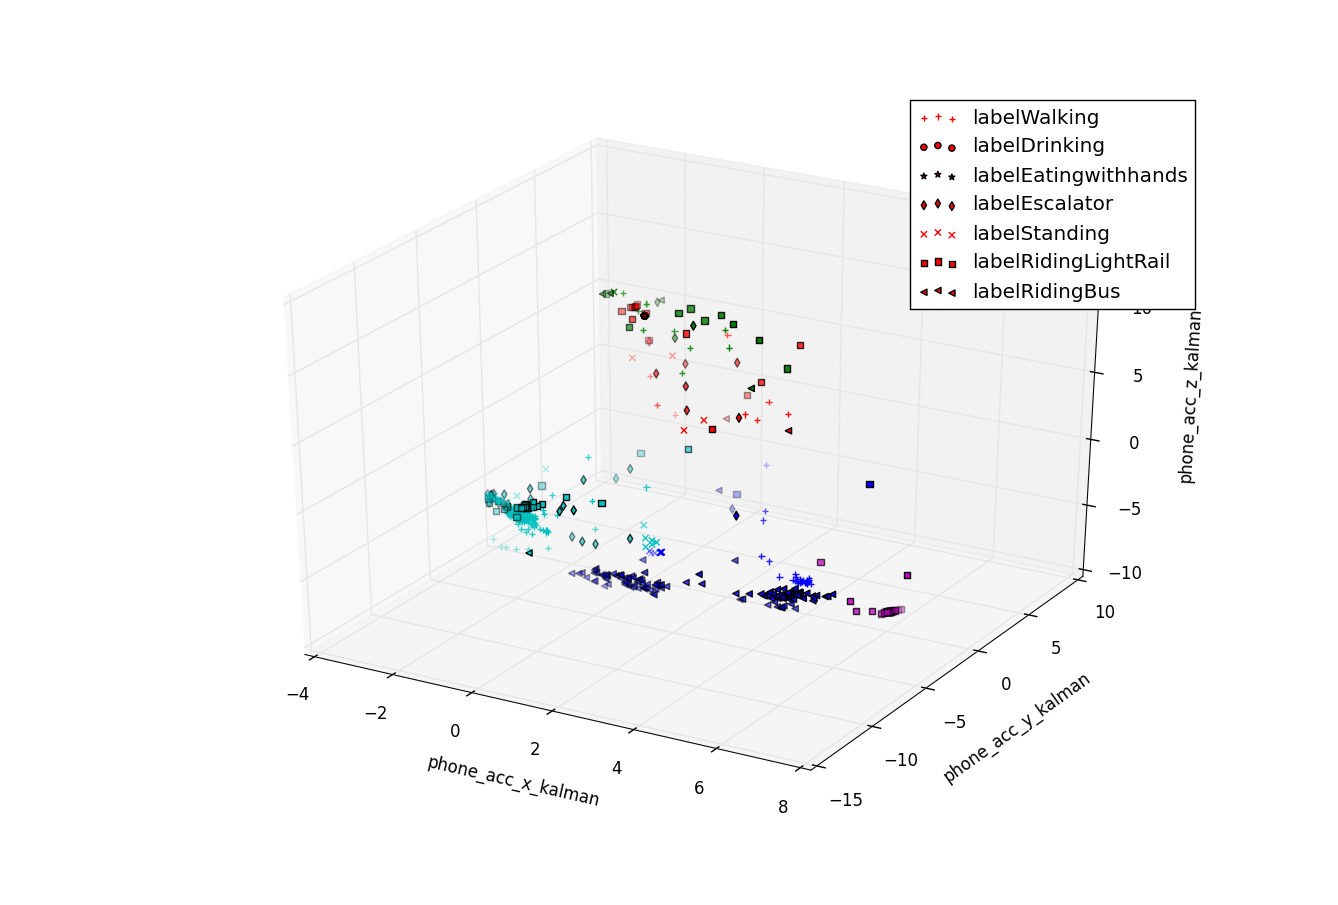 labelWalking
labelDrinking
labelEatingwithhands
labelEscalator
labelStanding
labelRidingLightRail
labelRidingBus
5
0
−5
−10
phone_acc_z_kalman
10
5
0
−5
−10
−15
phone_acc_y_kalman
−4
−2
0
2
4
6
8
phone_acc_x_kalman